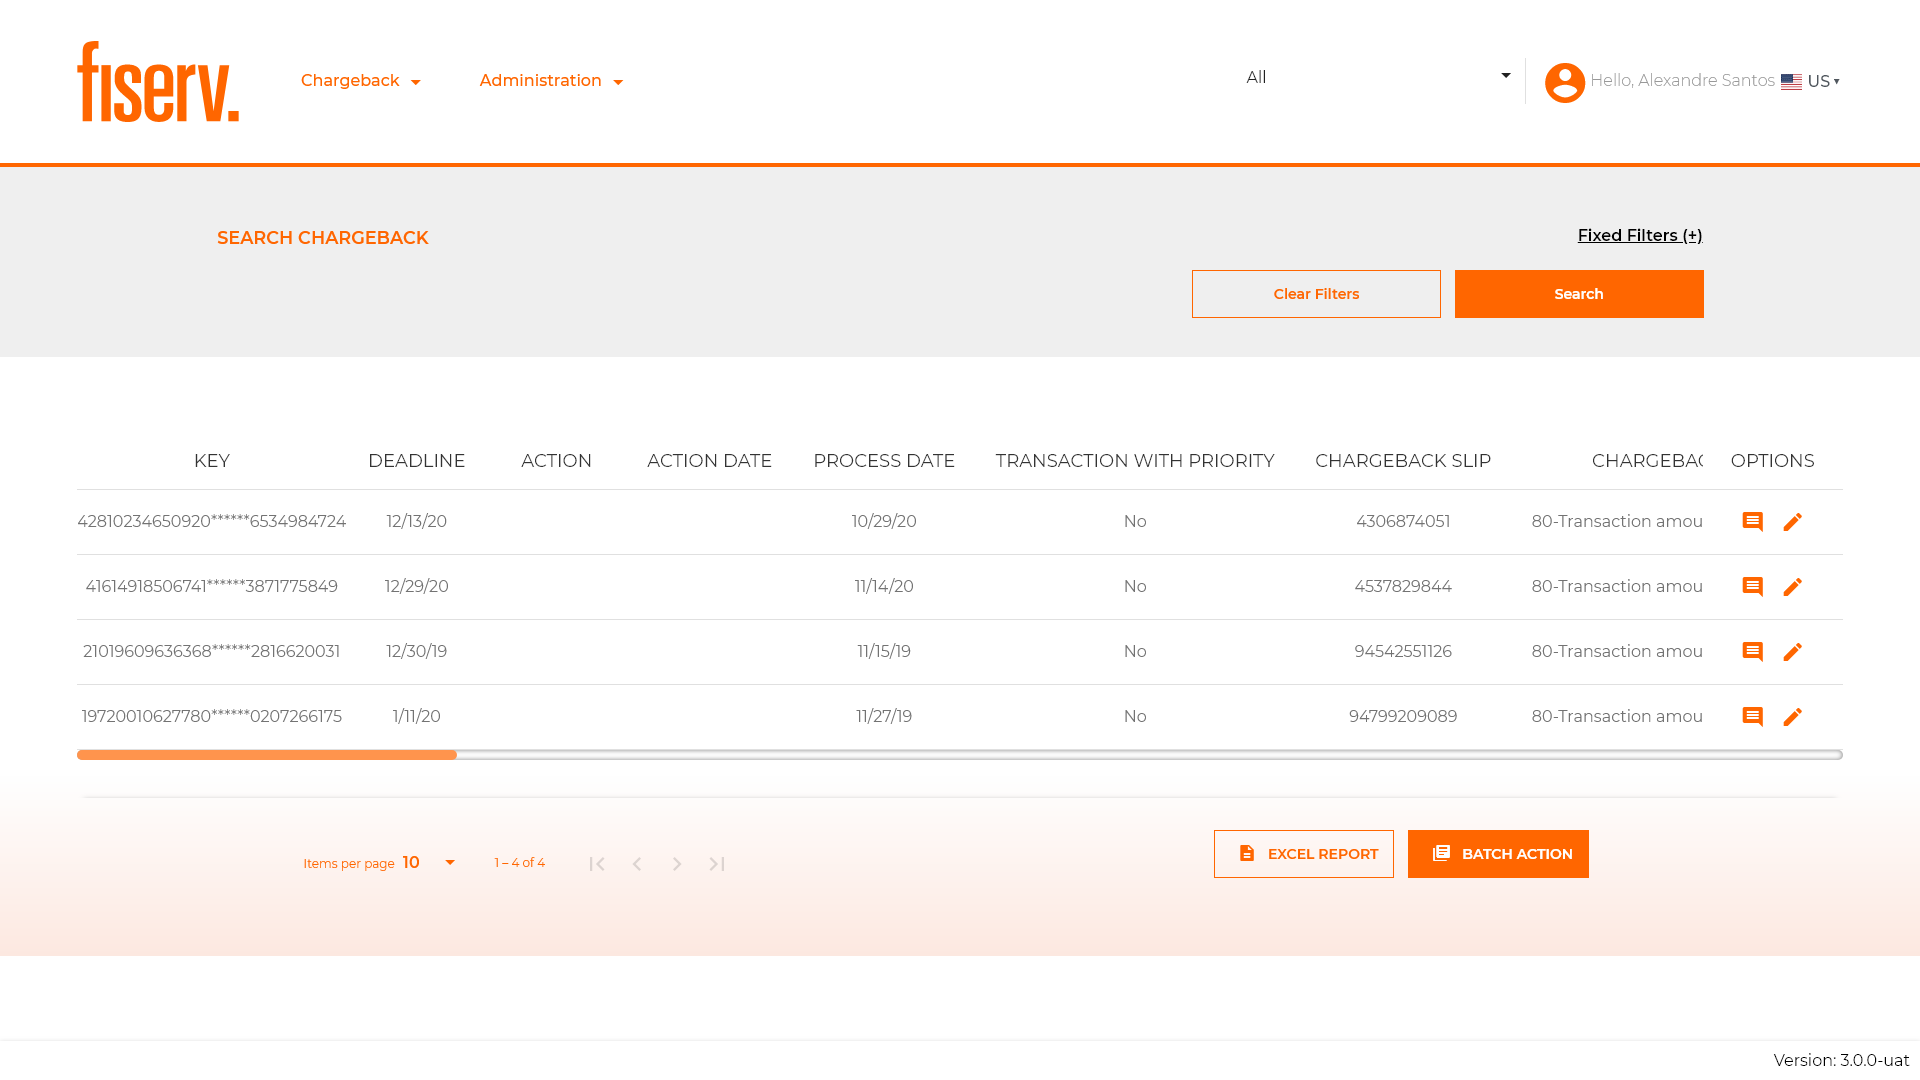 fiserv.
Chargeback
Administration
All
Hello, Alexandre Santos
US
SEARCH CHARGEBACK
Fixed Filters (+)
Clear Filters
Search
KEY DEADLINE ACTION ACTION DATE PROCESS DATE TRANSACTION WITH PRIORITY CHARGEBACK SLIP CHARGEBAC OPTIONS
42810234650920******6534984724 12/13/20 10/29/20 No 4306874051 80-Transaction amou
41614918506741******3871775849 12/29/20 11/14/20 No 4537829844 80-Transaction amou
21019609636368******2816620031 12/30/19 11/15/19 No 94542551126 80-Transaction amou
19720010627780******0207266175 1/11/20 11/27/19 No 94799209089 80-Transaction amou
Items per page 10 1 – 4 of 4
EXCEL REPORT
BATCH ACTION
Version: 3.0.0-uat